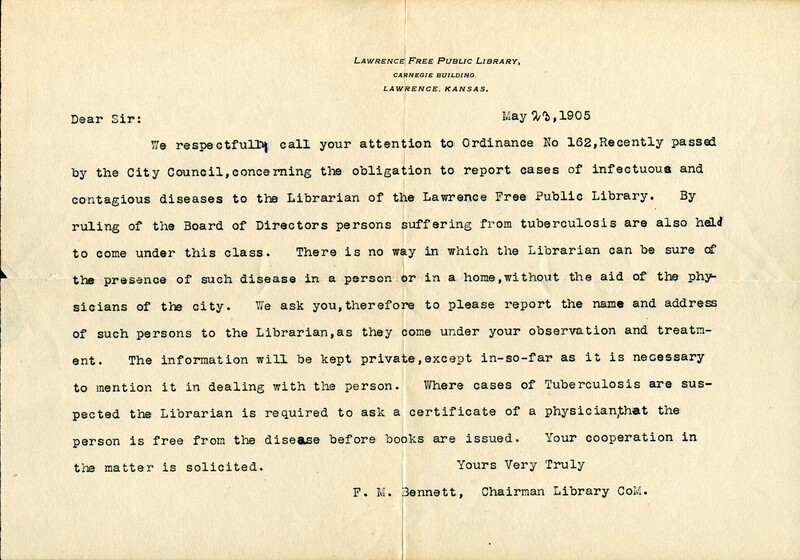 LAWRENCE FREE PUBLIC LIBRARY,
CARNEGIE BUILDING.
LAWRENCE, KANSAS.
Dear Sir: May 23,1905
We respectfully call your attention to Ordinance No 162,Recently passed
by the City Council,concerning the obligation to report cases of infectuous and
contagious diseases to the Librarian of the Lawrence Free Public Library. By
ruling of the Board of Directors persons suffering from tuberculosis are also held
to come under this class. There is no way in which the Librarian can be sure of
the presence of such disease in a person or in a home,without the aid of the phy-
sicians of the city. We ask you,therefore to please report the name and address
of such persons to the Librarian,as they come under your observation and treatm-
ent. The information will be kept private,except in-so-far as it is necessary
to mention it in dealing with the person. Where cases of Tuberculosis are sus-
pected the Librarian is required to ask a certificate of a physician,that the
person is free from the disease before books are issued. Your cooperation in
the matter is solicited. Yours Very Truly
F. M. Bennett, Chairman Library CoM.